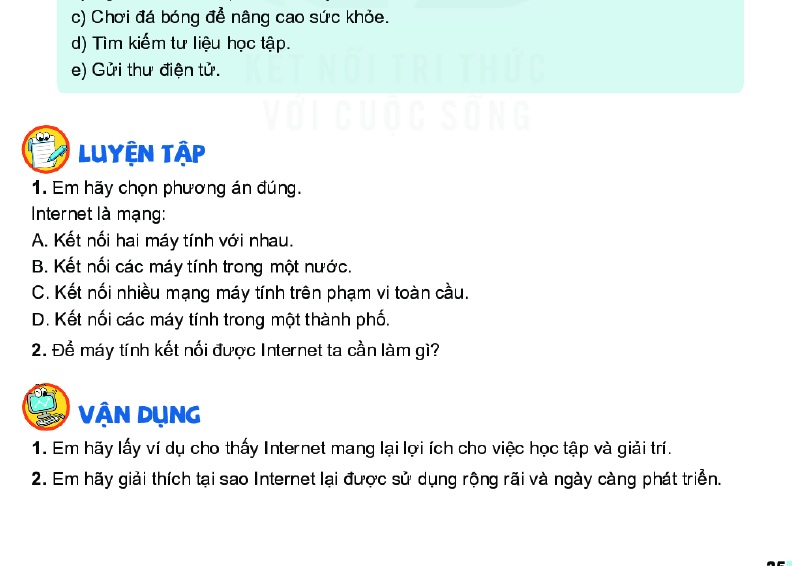 c) Chơi đá bóng để nâng cao sức khỏe.
d) Tìm kiếm tư liệu học tập.
e) Gửi thư điện tử.
KẾT NỐI TRI THỨC
VỚI CUỘC SỐNG
LUYỆN TẬP
1. Em hãy chọn phương án đúng.
Internet là mạng:
A. Kết nối hai máy tính với nhau.
B. Kết nối các máy tính trong một nước.
C. Kết nối nhiều mạng máy tính trên phạm vi toàn cầu.
D. Kết nối các máy tính trong một thành phố.
2. Để máy tính kết nối được Internet ta cần làm gì?
VẬN DỤNG
1. Em hãy lấy ví dụ cho thấy Internet mang lại lợi ích cho việc học tập và giải trí.
2. Em hãy giải thích tại sao Internet lại được sử dụng rộng rãi và ngày càng phát triển.